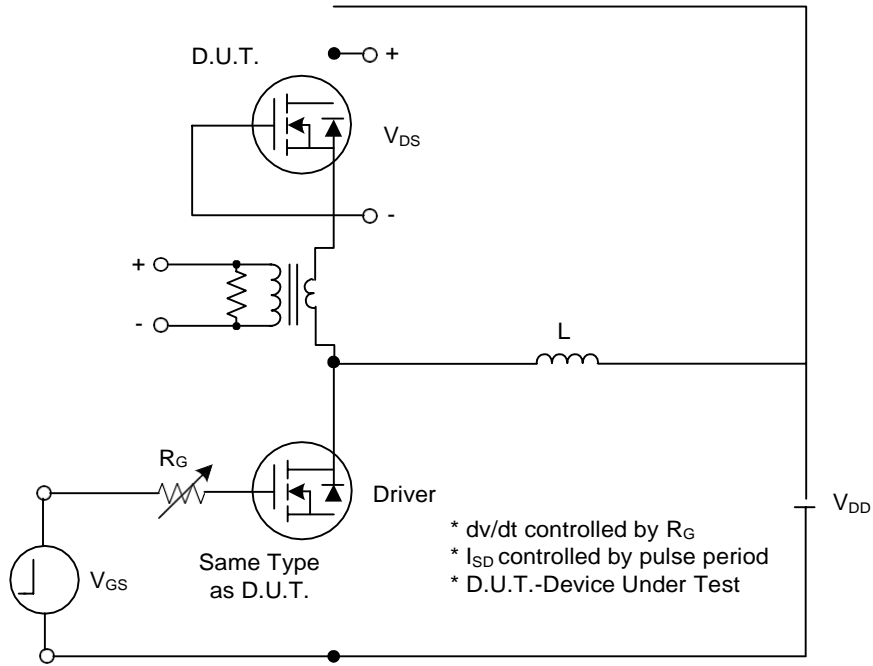 D.U.T.
+
V_DS
-
+
-
L
R_G
Driver
V_DD
V_GS
Same Type
as D.U.T.
* dv/dt controlled by R_G
* I_SD controlled by pulse period
* D.U.T.-Device Under Test